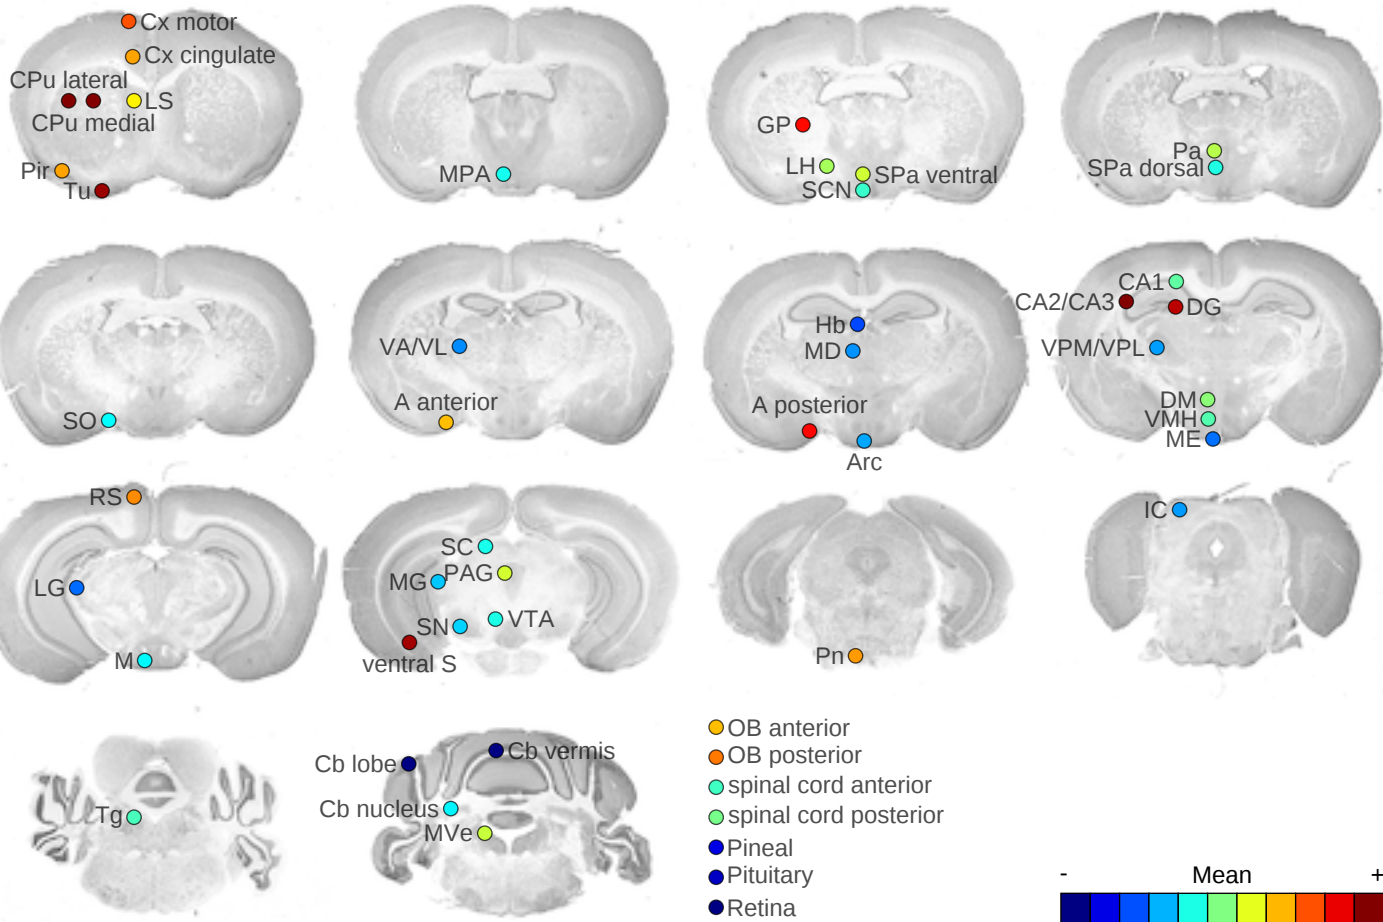 Cx motor
Cx cingulate
CPu lateral
LS
CPu medial
Pir
Tu
MPA
GP
LH
SPa ventral
SCN
Pa
SPa dorsal
SO
VA/VL
A anterior
Hb
MD
A posterior
Arc
CA1
CA2/CA3
DG
VPM/VPL
DM
VMH
ME
RS
LG
M
SC
PAG
MG
VTA
SN
ventral S
Pn
IC
Tg
Cb lobe
Cb vermis
Cb nucleus
MVe
OB anterior
OB posterior
spinal cord anterior
spinal cord posterior
Pineal
Pituitary
Retina
- Mean +